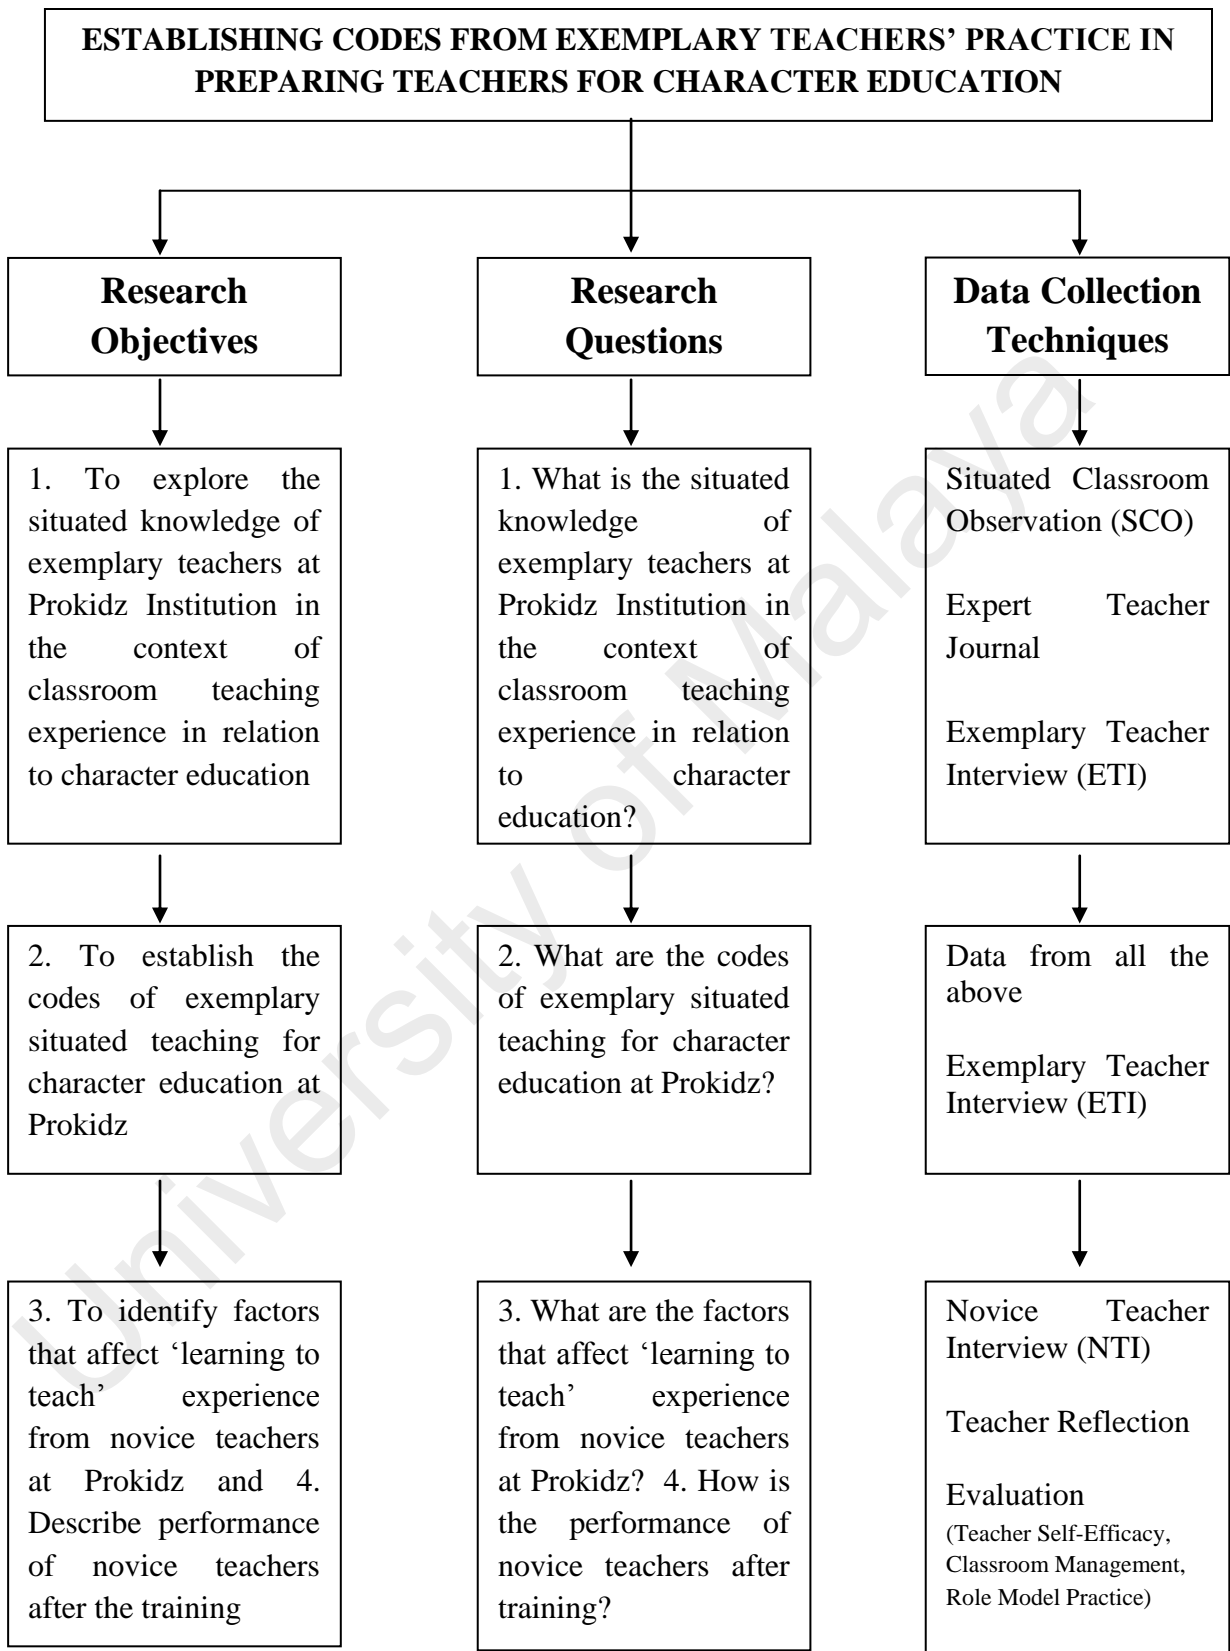 ESTABLISHING CODES FROM EXEMPLARY TEACHERS’ PRACTICE IN
PREPARING TEACHERS FOR CHARACTER EDUCATION
Research
Objectives
Research
Questions
Data Collection
Techniques
1. To explore the
situated knowledge of
exemplary teachers at
Prokidz Institution in
the context of
classroom teaching
experience in relation
to character education
1. What is the situated
knowledge of
exemplary teachers at
Prokidz Institution in
the context of
classroom teaching
experience in relation
to character
education?
Situated Classroom
Observation (SCO)
Expert Teacher
Journal
Exemplary Teacher
Interview (ETI)
2. To establish the
codes of exemplary
situated teaching for
character education at
Prokidz
2. What are the codes
of exemplary situated
teaching for character
education at Prokidz?
Data from all the
above
Exemplary Teacher
Interview (ETI)
3. To identify factors
that affect ‘learning to
teach’ experience
from novice teachers
at Prokidz and 4.
Describe performance
of novice teachers
after the training
3. What are the factors
that affect ‘learning to
teach’ experience
from novice teachers
at Prokidz? 4. How is
the performance of
novice teachers after
training?
Novice Teacher
Interview (NTI)
Teacher Reflection
Evaluation
(Teacher Self-Efficacy,
Classroom Management,
Role Model Practice)
University of Malaya